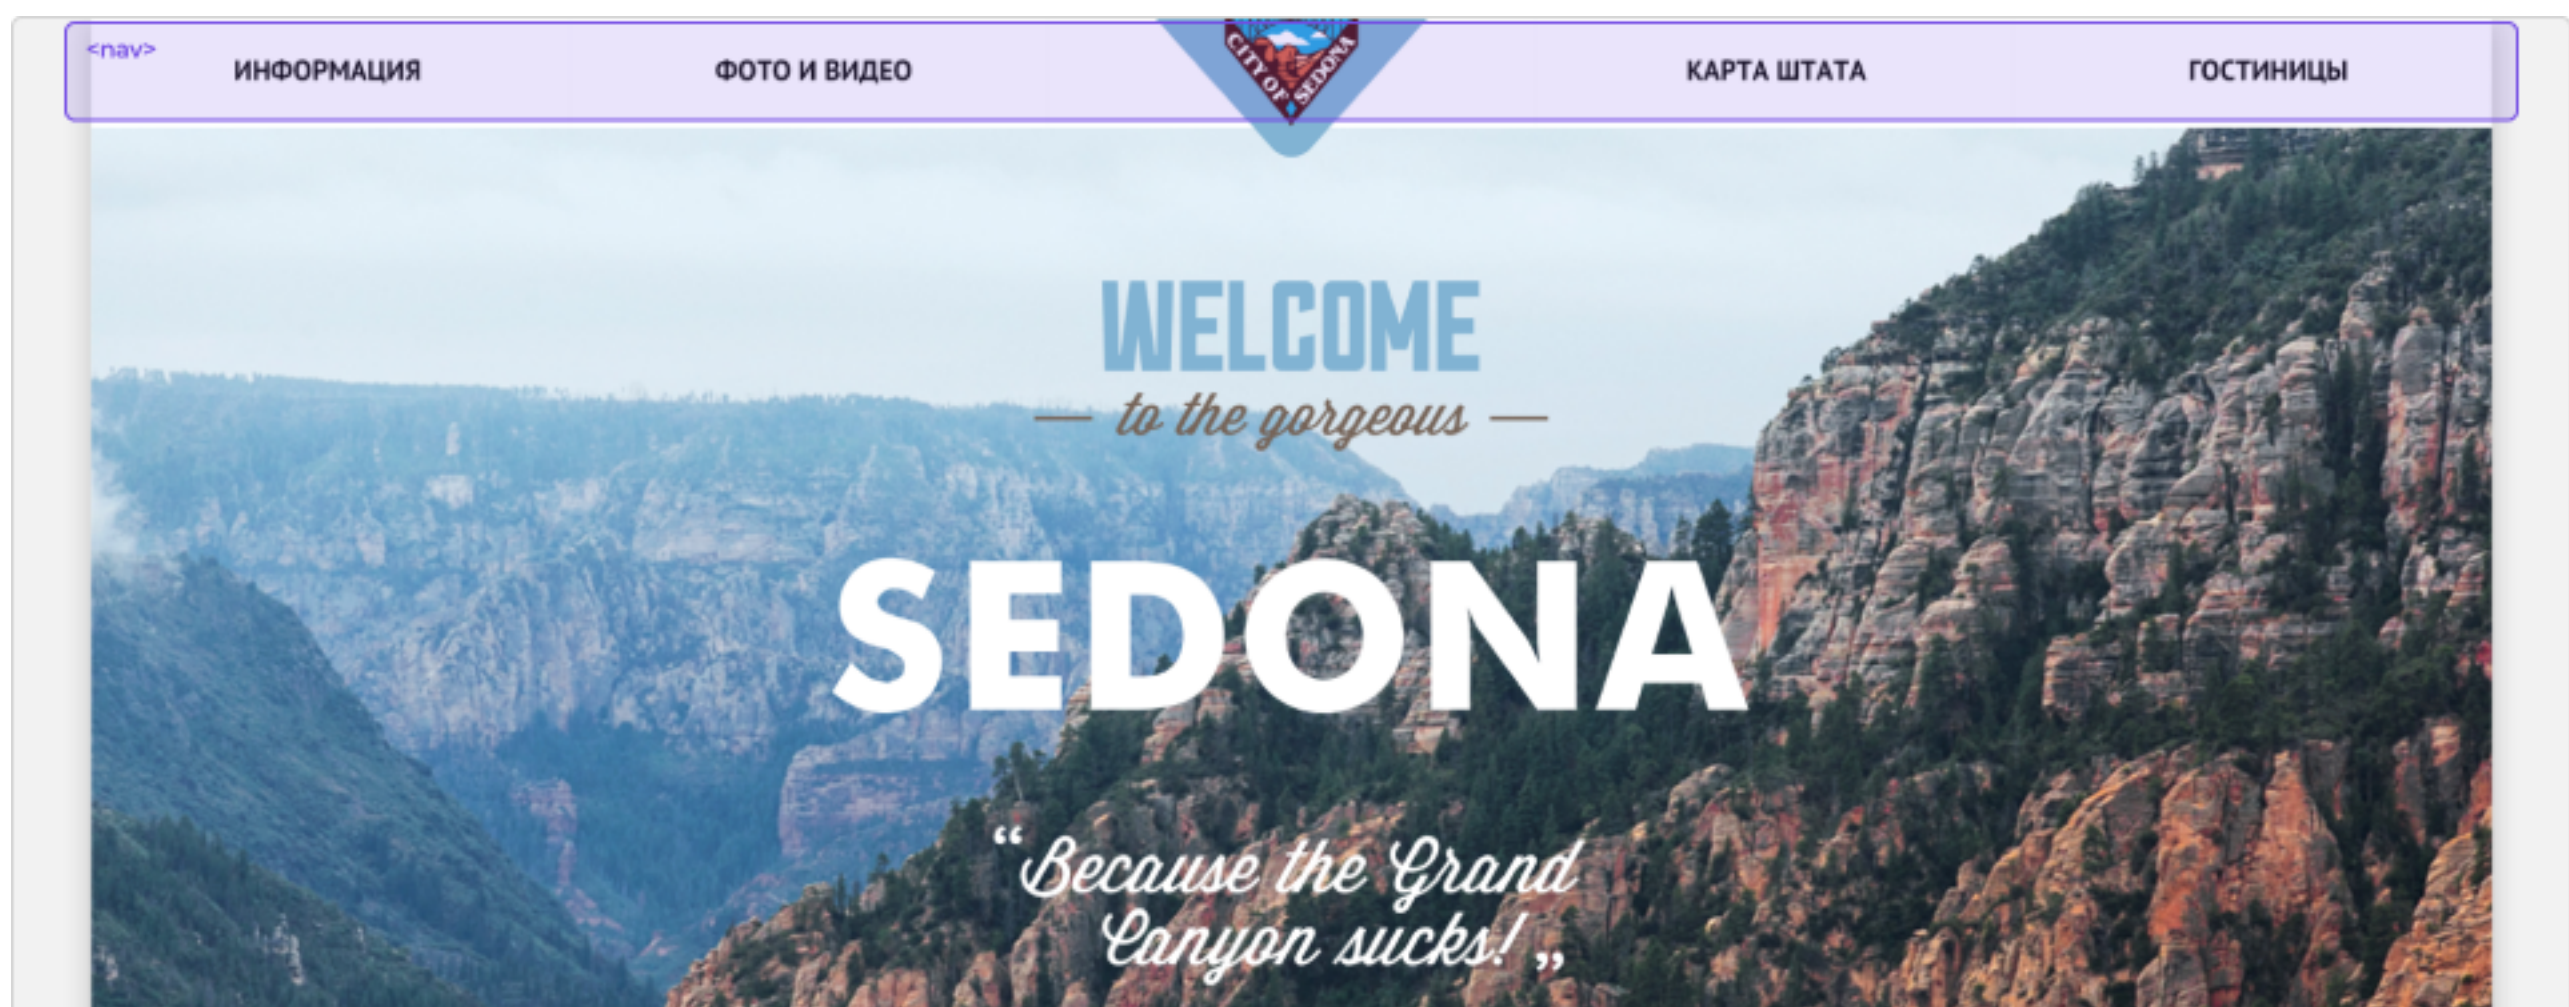 <nav>
ИНФОРМАЦИЯ
ФОТО И ВИДЕО
CITY OF SEDONA
КАРТА ШТАТА
ГОСТИНИЦЫ
WELCOME
— to the gorgeous —
SEDONA
“Because the Grand
Canyon sucks! „